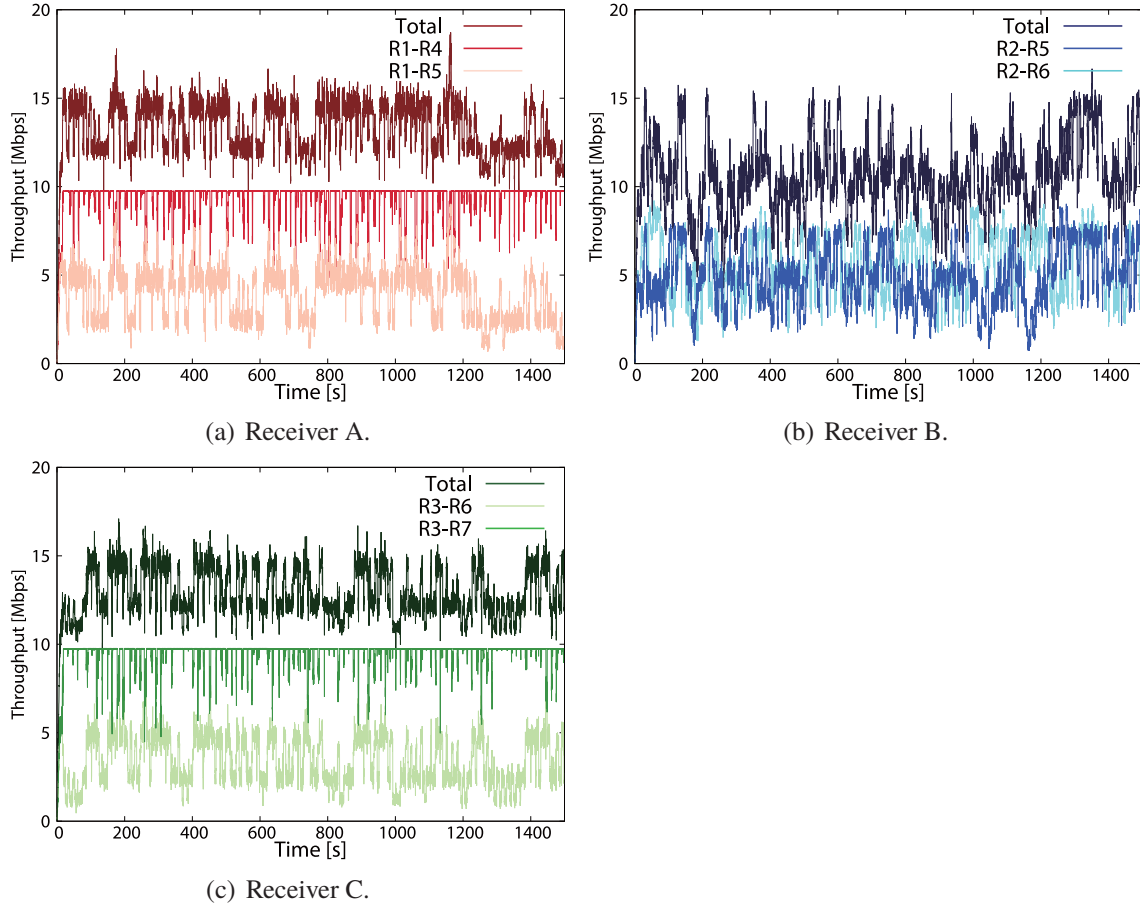 20
15
10
5
0
Throughput [Mbps]
Total
R1-R4
R1-R5
0 200 400 600 800 1000 1200 1400
Time [s]
(a) Receiver A.
20
15
10
5
0
Throughput [Mbps]
Total
R2-R5
R2-R6
0 200 400 600 800 1000 1200 1400
Time [s]
(b) Receiver B.
20
15
10
5
0
Throughput [Mbps]
Total
R3-R6
R3-R7
0 200 400 600 800 1000 1200 1400
Time [s]
(c) Receiver C.